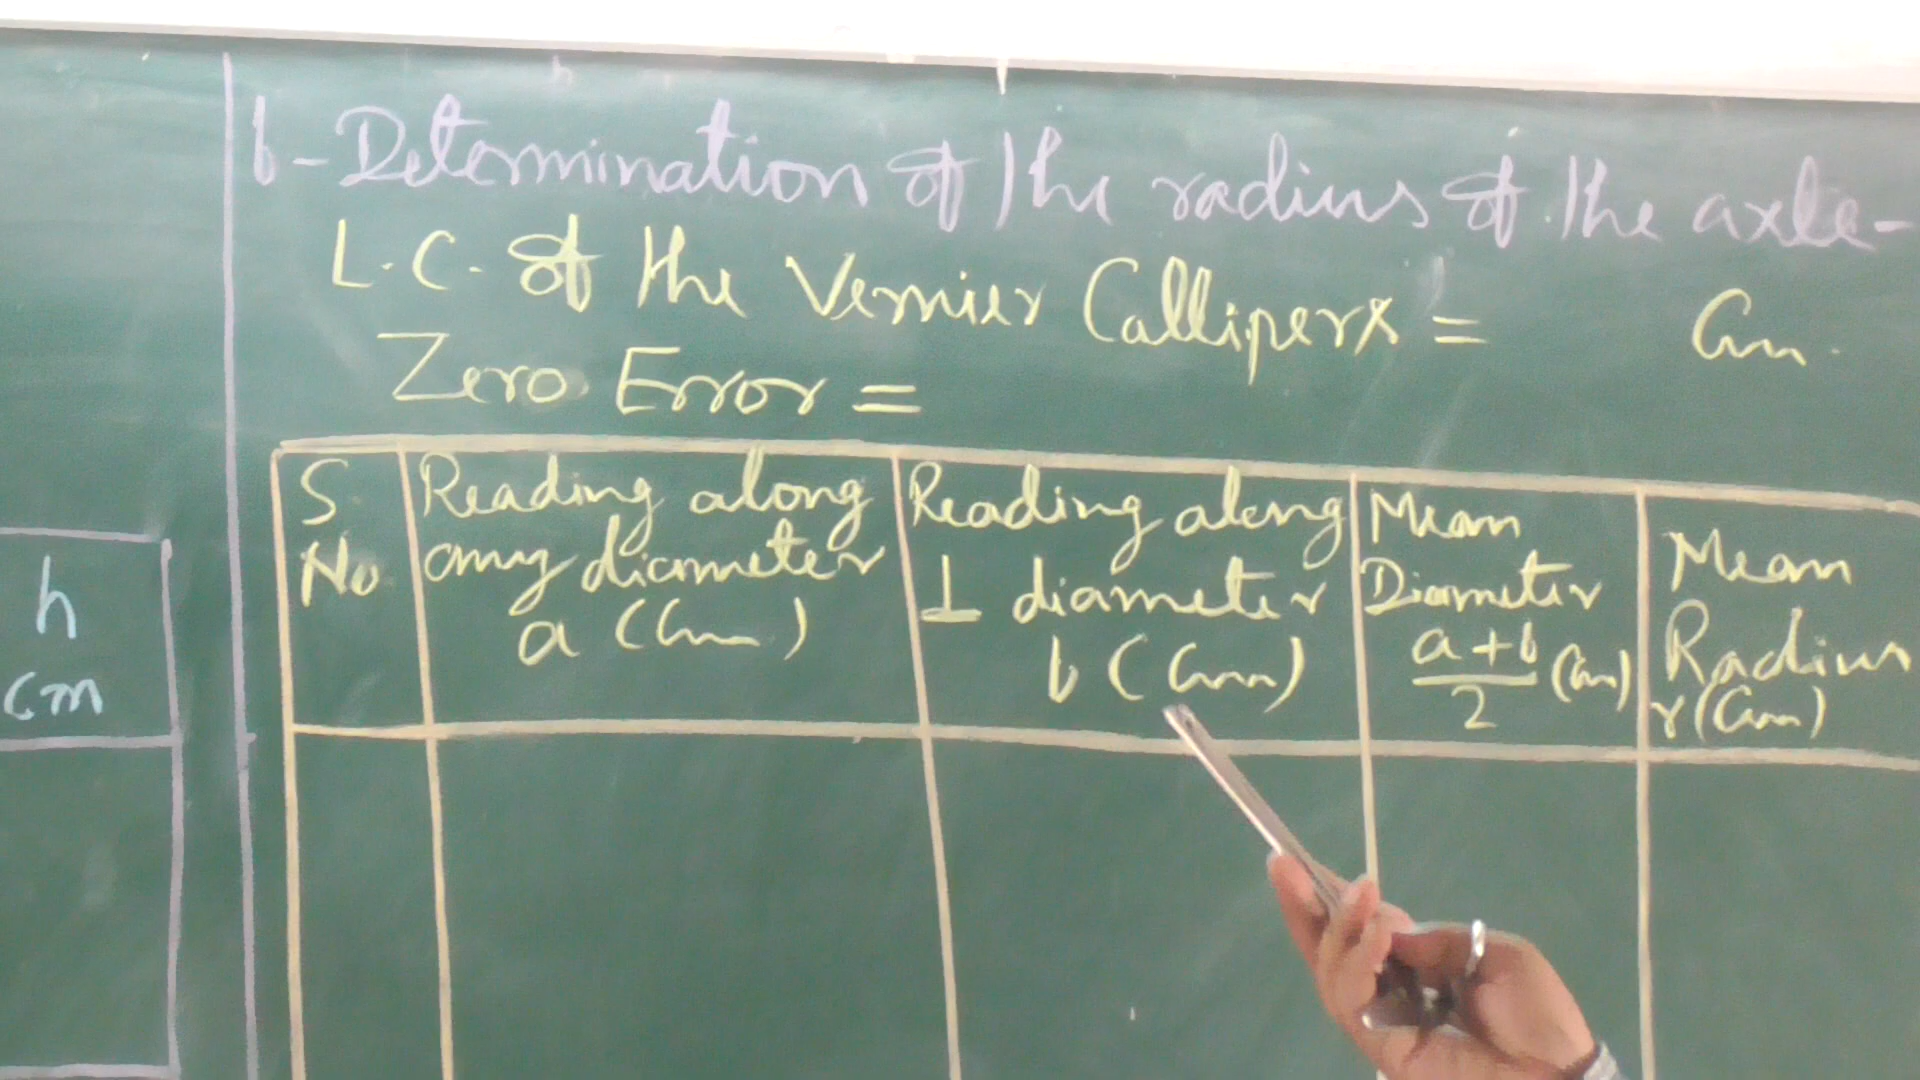 b-Determination of the radius of the axle-
L.C. of the Vernier Callipers = Cm.
Zero Error =
S. No
Reading along
any diameter
a (Cm)
Reading along
⊥ diameter
b (Cm)
Mean
Diameter
a+b/2 (Cm)
Mean
Radius
r (Cm)
h
cm